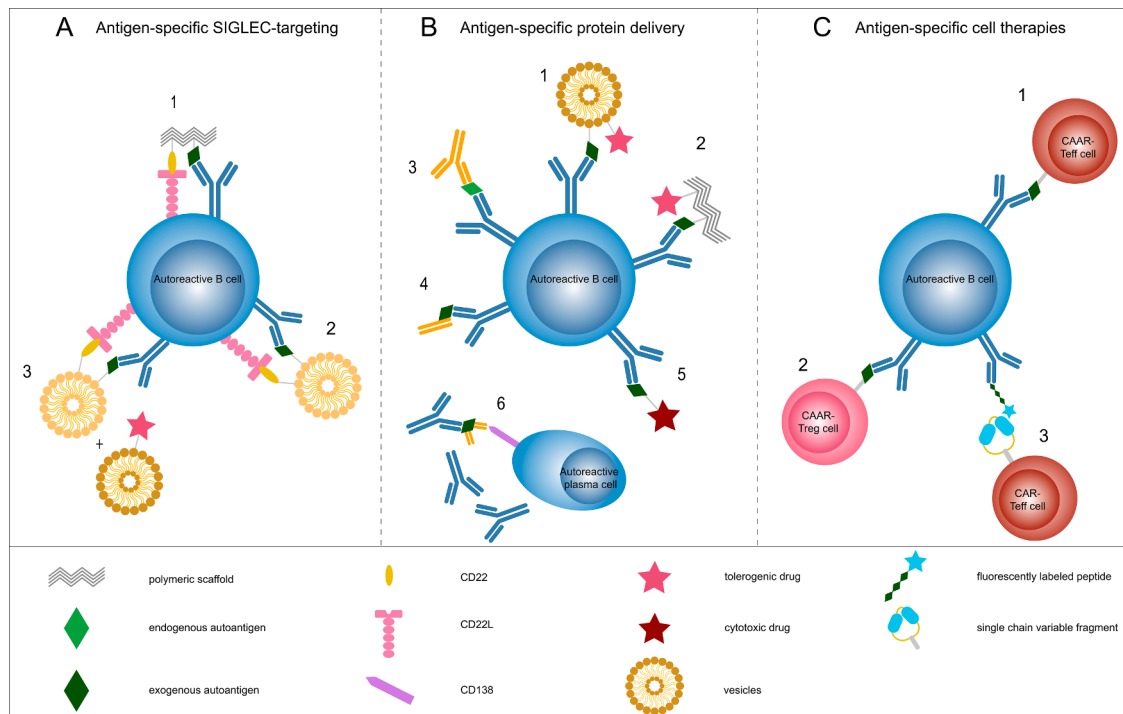 A Antigen-specific SIGLEC-targeting
1
Autoreactive B cell
2
3
+
B Antigen-specific protein delivery
1
2
3
Autoreactive B cell
4
5
6
Autoreactive
plasma cell
C Antigen-specific cell therapies
1
CAAR-
Teff cell
Autoreactive B cell
2
CAAR-
Treg cell
3
CAR-
Teff cell
polymeric scaffold
CD22
tolerogenic drug
fluorescently labeled peptide
endogenous autoantigen
CD22L
cytotoxic drug
single chain variable fragment
exogenous autoantigen
CD138
vesicles